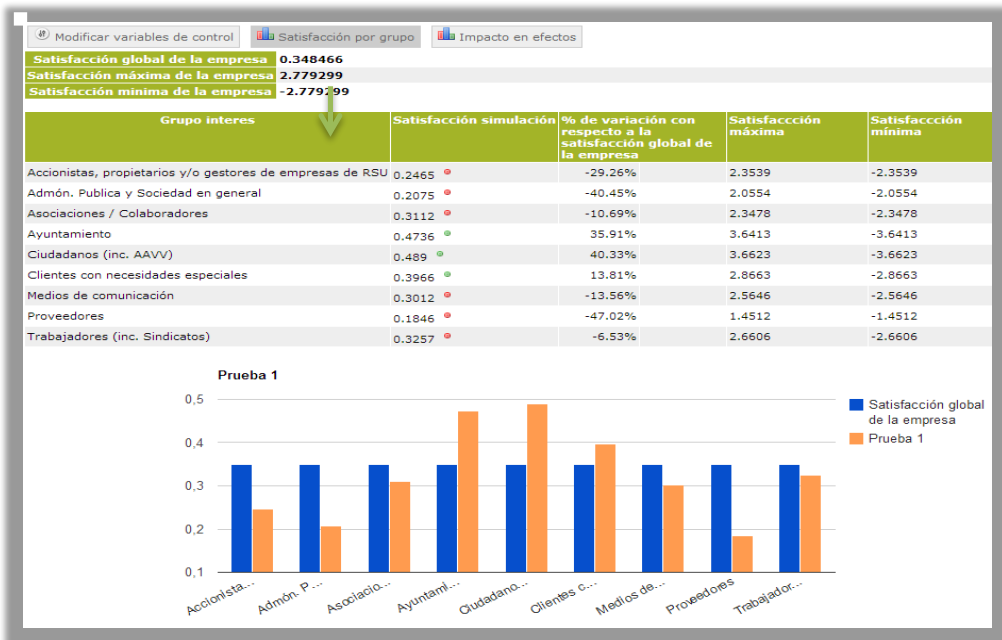 Modificar variables de control Satisfacción por grupo Impacto en efectos
Satisfacción global de la empresa 0.348466
Satisfacción máxima de la empresa 2.779299
Satisfacción minima de la empresa -2.779299
Grupo interes Satisfacción simulación % de variación con respecto a la satisfacción global de la empresa Satisfaccción máxima Satisfaccción mínima
Accionistas, propietarios y/o gestores de empresas de RSU 0.2465 -29.26% 2.3539 -2.3539
Admón. Publica y Sociedad en general 0.2075 -40.45% 2.0554 -2.0554
Asociaciones / Colaboradores 0.3112 -10.69% 2.3478 -2.3478
Ayuntamiento 0.4736 35.91% 3.6413 -3.6413
Ciudadanos (inc. AAVV) 0.489 40.33% 3.6623 -3.6623
Clientes con necesidades especiales 0.3966 13.81% 2.8663 -2.8663
Medios de comunicación 0.3012 -13.56% 2.5646 -2.5646
Proveedores 0.1846 -47.02% 1.4512 -1.4512
Trabajadores (inc. Sindicatos) 0.3257 -6.53% 2.6606 -2.6606
Prueba 1
0,5
0,4
0,3
0,2
0,1
Accionista... Admón. P... Asociacio... Ayuntami... Ciudadano... Clientes c... Medios de... Proveedores Trabajador...
Satisfacción global
de la empresa
Prueba 1